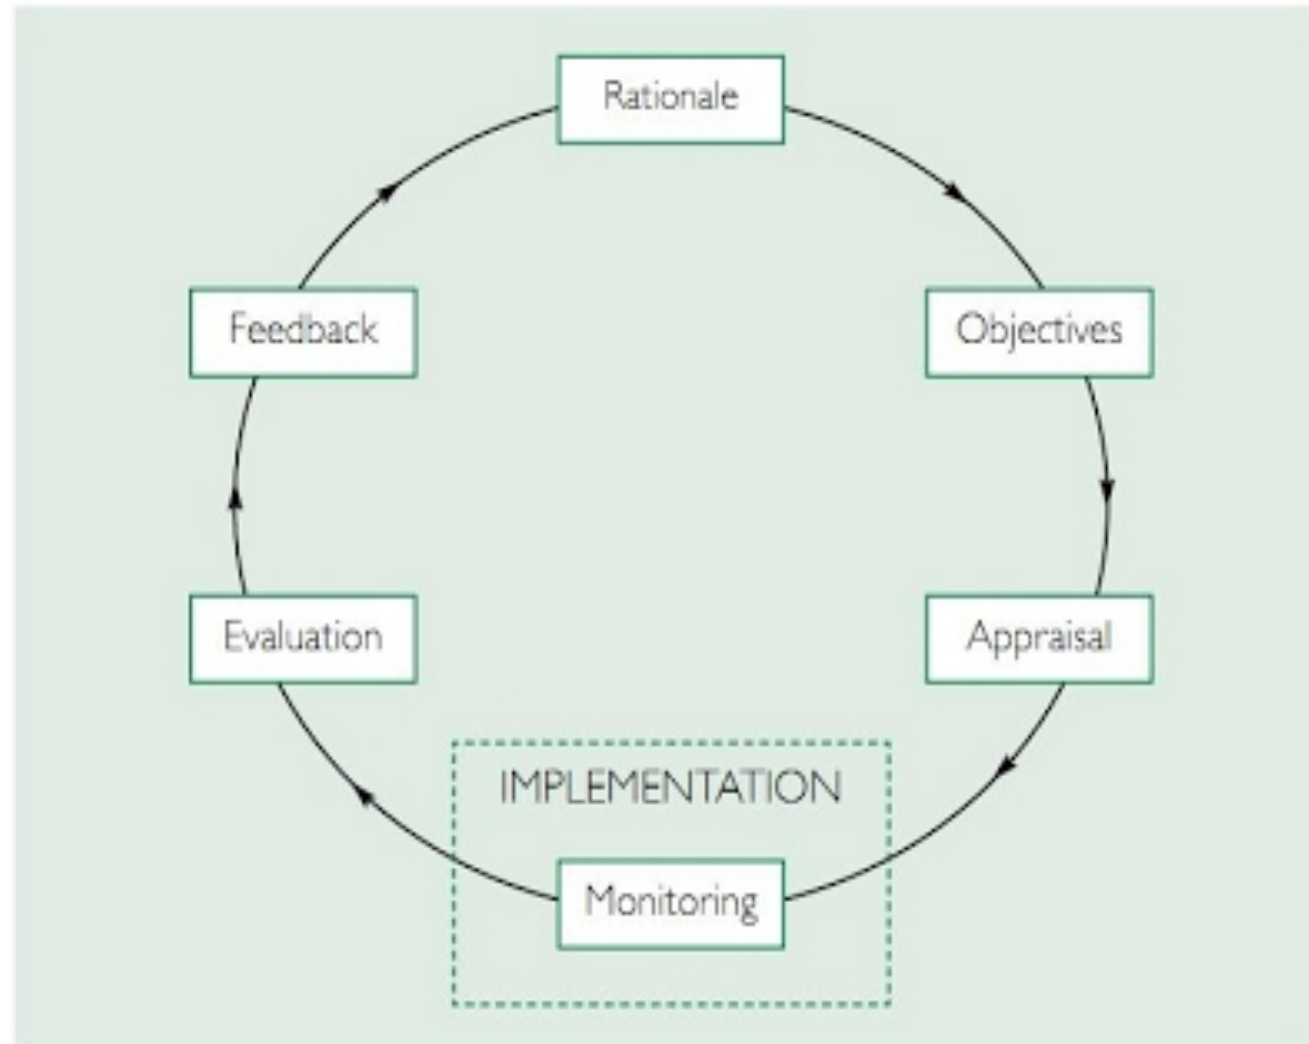 Rationale
Objectives
Appraisal
IMPLEMENTATION
Monitoring
Evaluation
Feedback